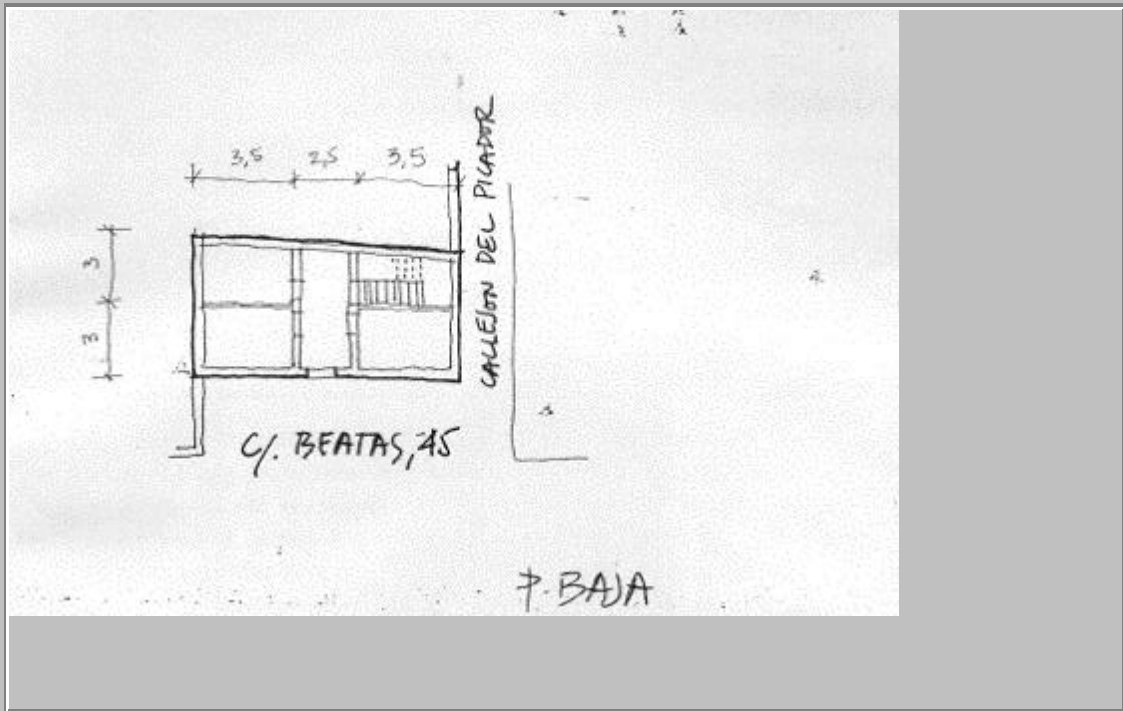 3,5 2,5 3,5
CALLEJON DEL PICADOR
3
3
C/. BEATAS, 45
P. BAJA